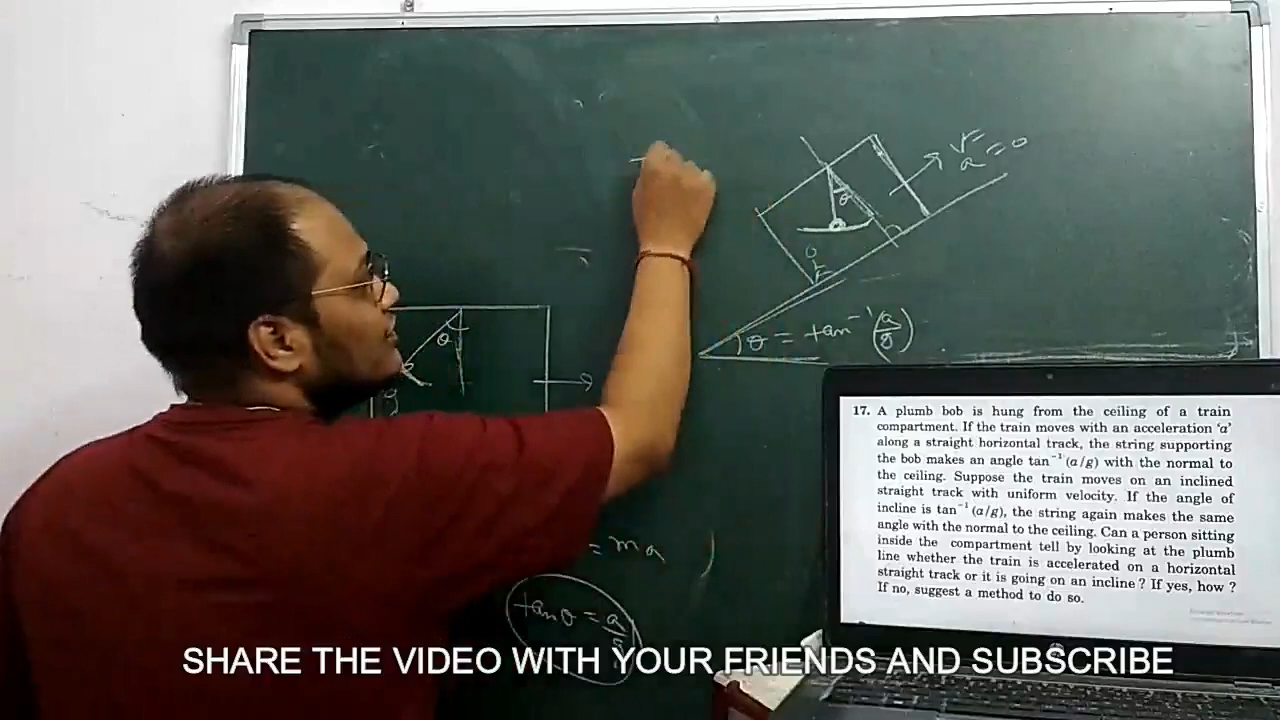 v=
a = 0
θ
θ = tan⁻¹(a/g)
θ
= ma
tanθ = a/g
17. A plumb bob is hung from the ceiling of a train
compartment. If the train moves with an acceleration ‘a’
along a straight horizontal track, the string supporting
the bob makes an angle tan⁻¹ (a/g) with the normal to
the ceiling. Suppose the train moves on an inclined
straight track with uniform velocity. If the angle of
incline is tan⁻¹ (a/g), the string again makes the same
angle with the normal to the ceiling. Can a person sitting
inside the compartment tell by looking at the plumb
line whether the train is accelerated on a horizontal
straight track or it is going on an incline ? If yes, how ?
If no, suggest a method to do so.
SHARE THE VIDEO WITH YOUR FRIENDS AND SUBSCRIBE